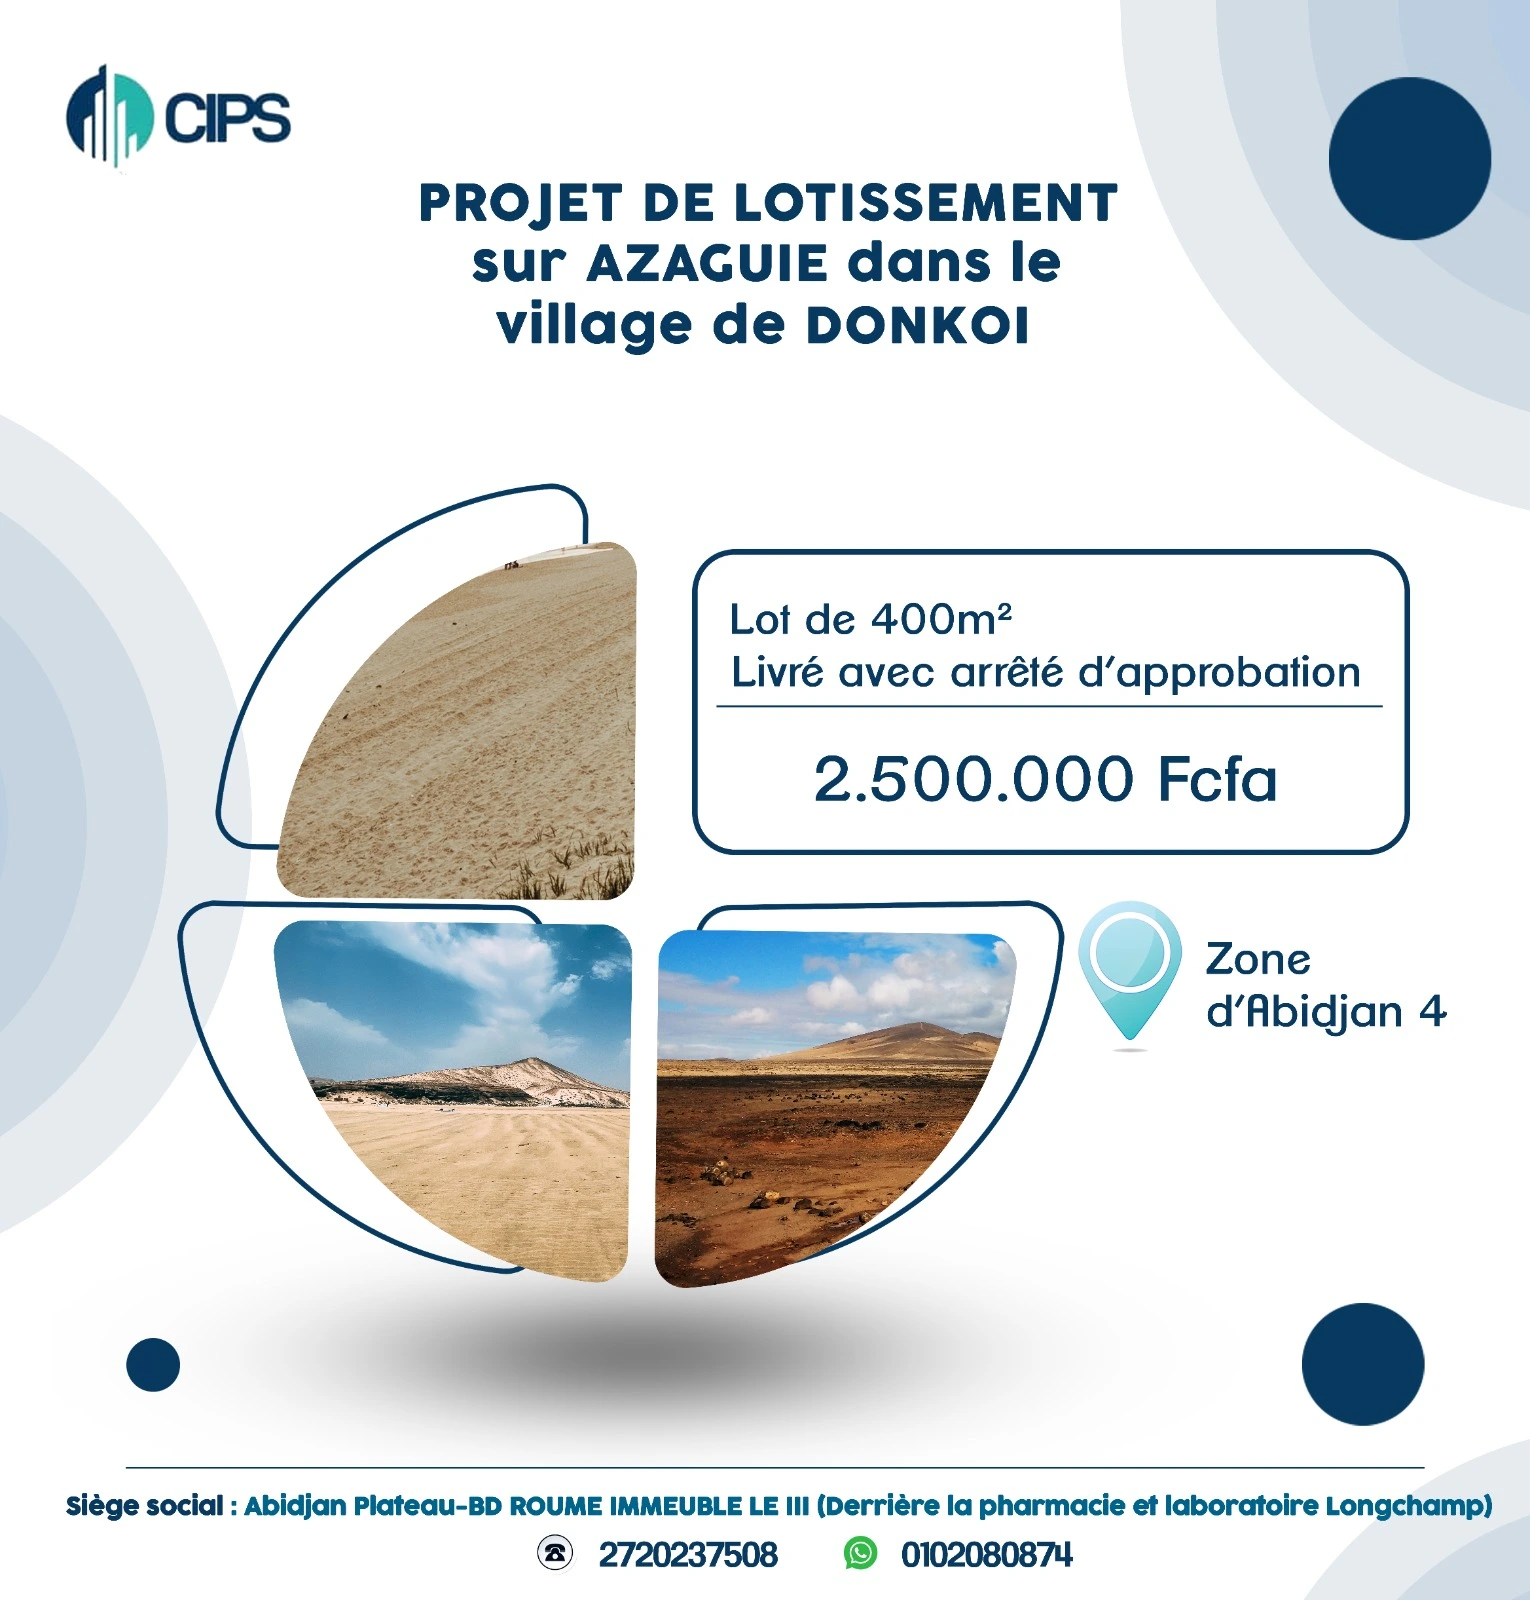 CIPS
PROJET DE LOTISSEMENT
sur AZAGUIE dans le
village de DONKOI
Lot de 400m²
Livré avec arrêté d'approbation
2.500.000 Fcfa
Zone
d'Abidjan 4
Siège social : Abidjan Plateau-BD ROUME IMMEUBLE LE III (Derrière la pharmacie et laboratoire Longchamp)
2720237508 0102080874